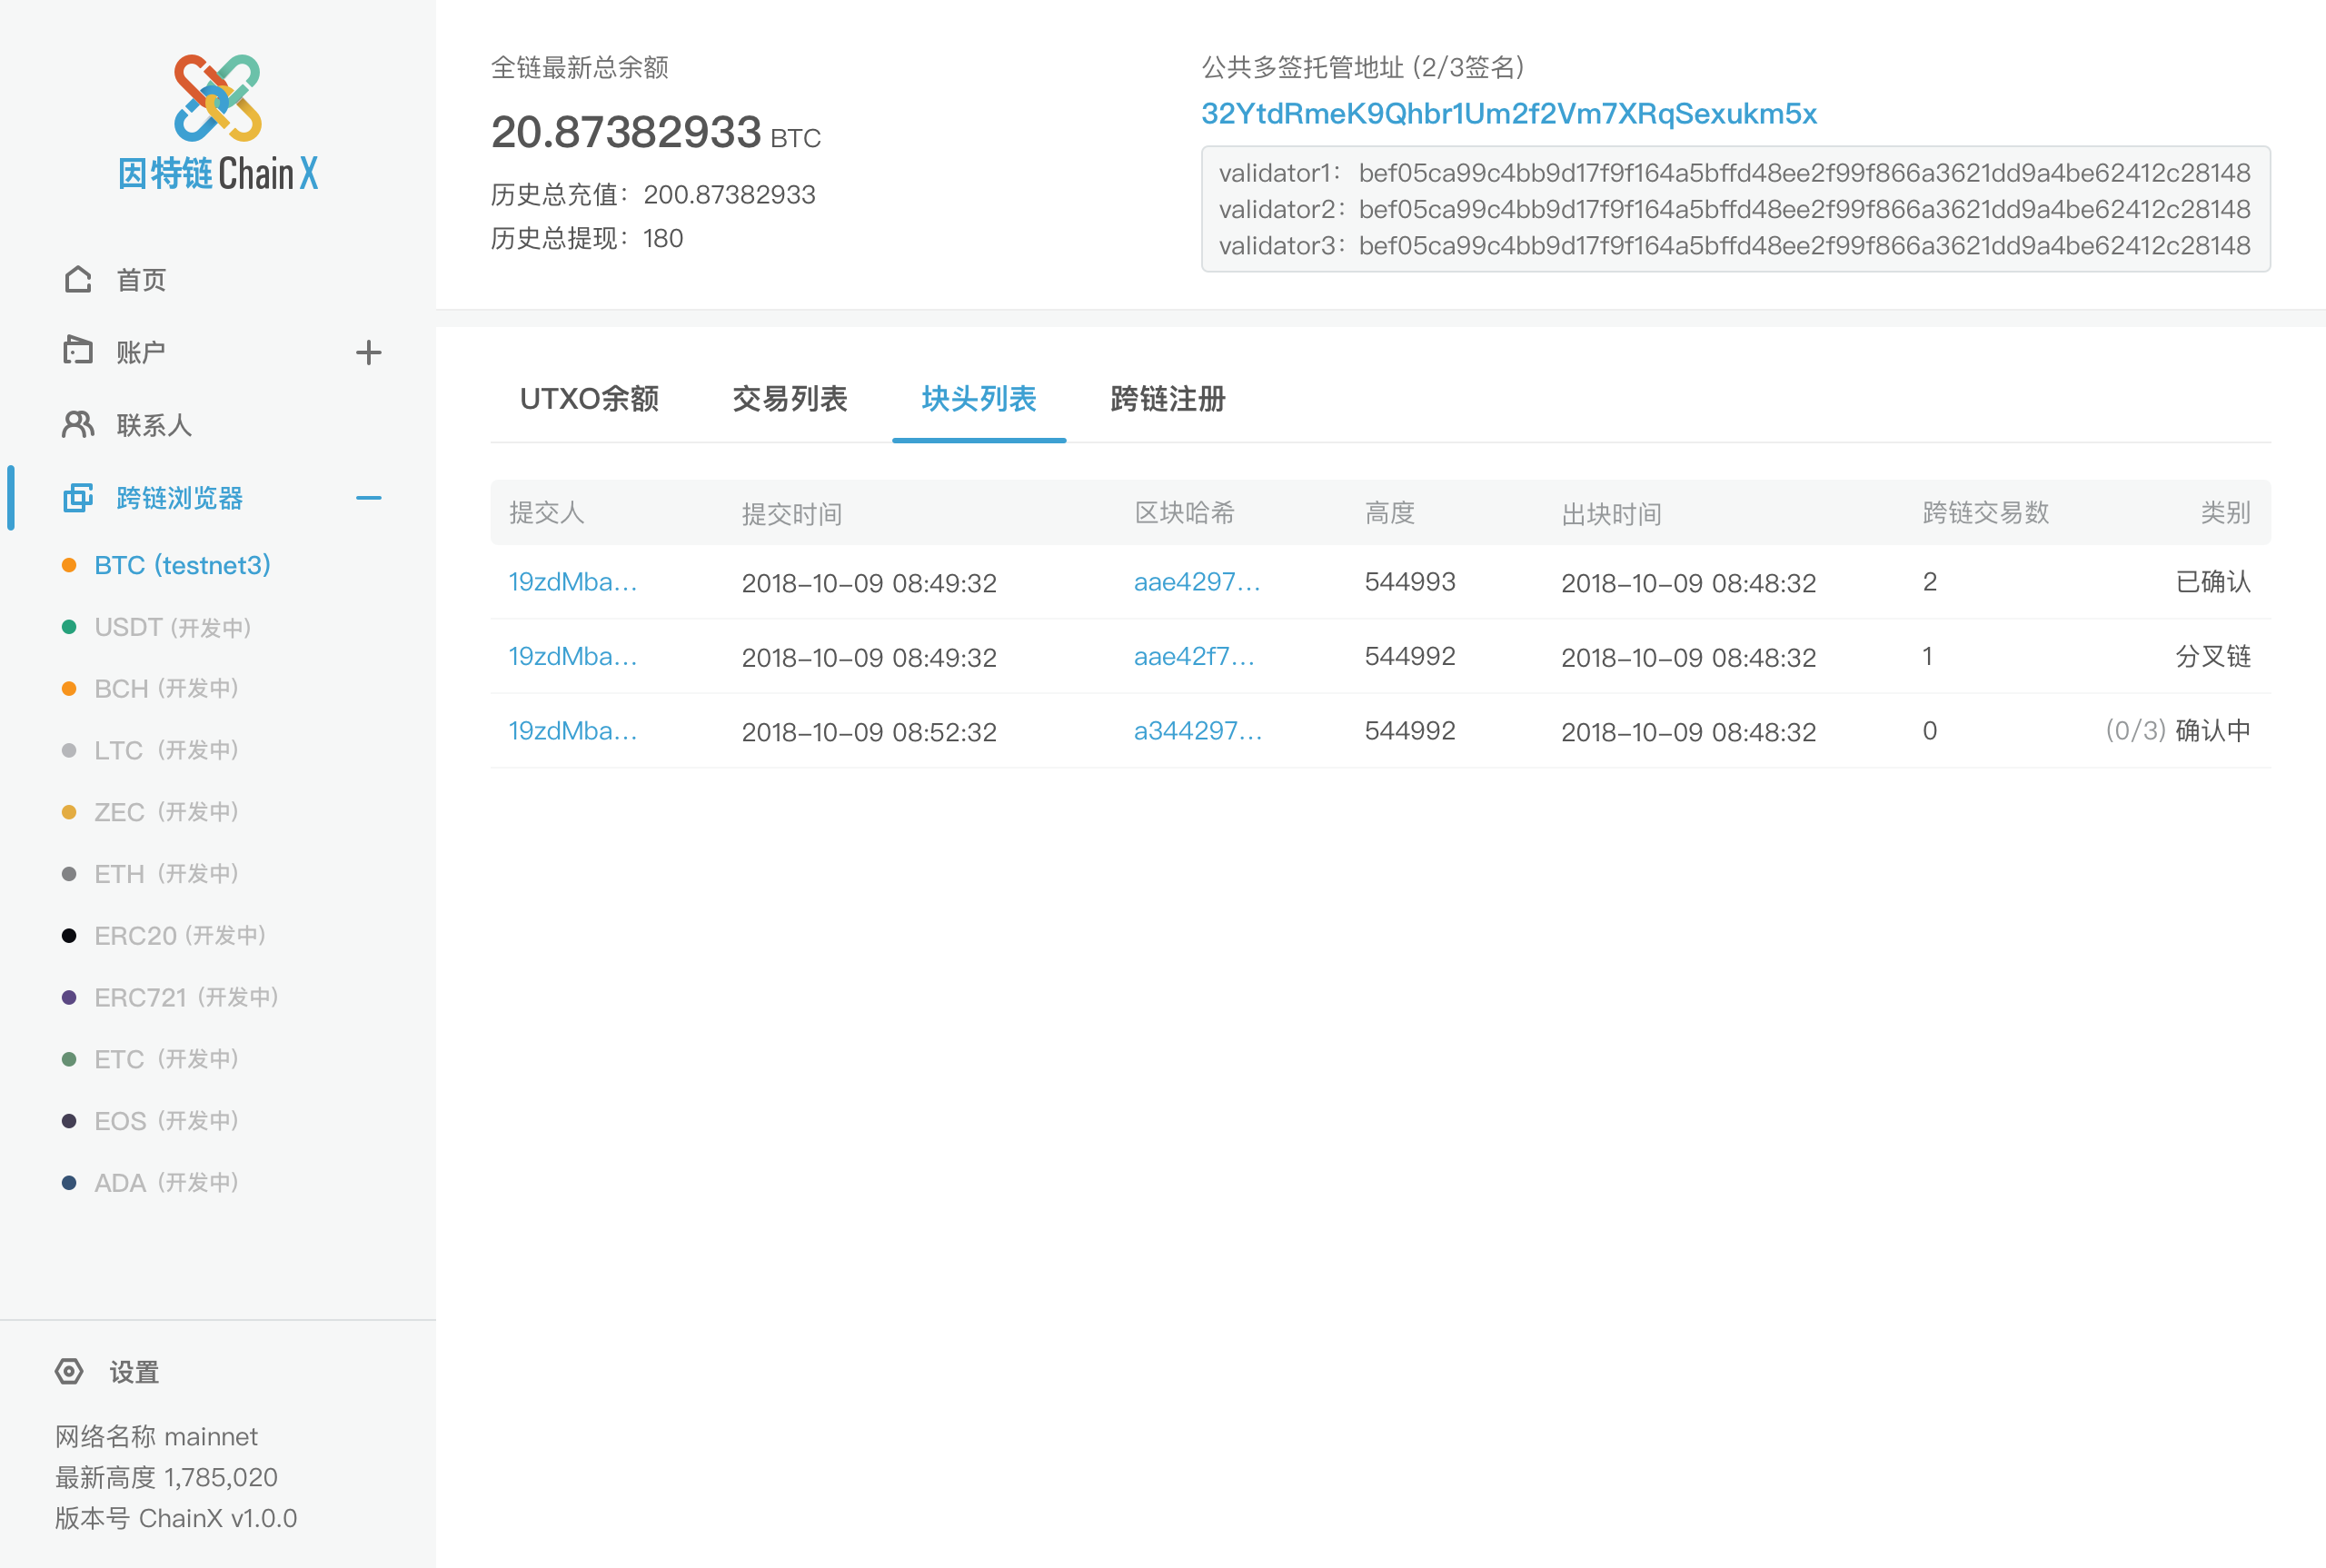 因特链 ChainX
首页
账户
联系人
跨链浏览器
BTC (testnet3)
USDT (开发中)
BCH (开发中)
LTC (开发中)
ZEC (开发中)
ETH (开发中)
ERC20 (开发中)
ERC721 (开发中)
ETC (开发中)
EOS (开发中)
ADA (开发中)
设置
网络名称 mainnet
最新高度 1,785,020
版本号 ChainX v1.0.0
全链最新总余额
20.87382933 BTC
历史总充值：200.87382933
历史总提现：180
公共多签托管地址 (2/3签名)
32YtdRmeK9Qhbr1Um2f2Vm7XRqSexukm5x
validator1：bef05ca99c4bb9d17f9f164a5bffd48ee2f99f866a3621dd9a4be62412c28148
validator2：bef05ca99c4bb9d17f9f164a5bffd48ee2f99f866a3621dd9a4be62412c28148
validator3：bef05ca99c4bb9d17f9f164a5bffd48ee2f99f866a3621dd9a4be62412c28148
UTXO余额 交易列表 块头列表 跨链注册
提交人 提交时间 区块哈希 高度 出块时间 跨链交易数 类别
19zdMba... 2018-10-09 08:49:32 aae4297... 544993 2018-10-09 08:48:32 2 已确认
19zdMba... 2018-10-09 08:49:32 aae42f7... 544992 2018-10-09 08:48:32 1 分叉链
19zdMba... 2018-10-09 08:52:32 a344297... 544992 2018-10-09 08:48:32 0 (0/3) 确认中